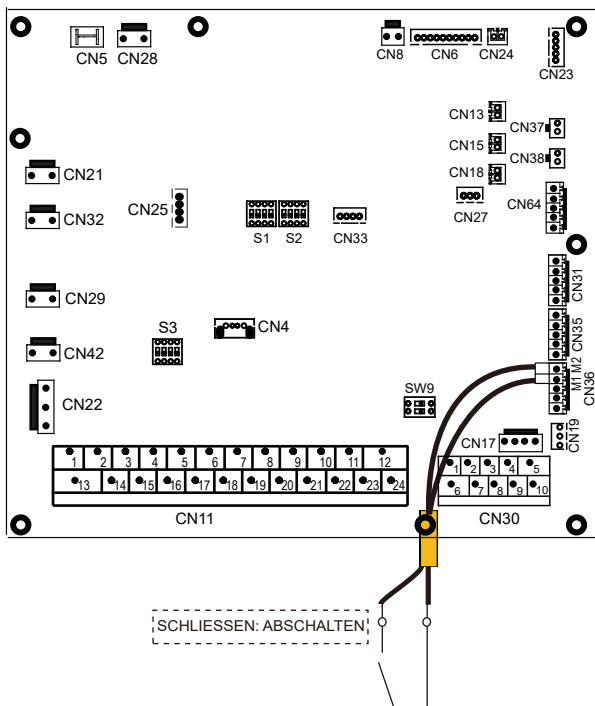 CN5
CN28
CN8
CN6
CN24
CN23
CN13
CN37
CN15
CN38
CN18
CN21
CN25
CN32
S1
S2
CN33
CN27
CN64
CN31
CN29
CN4
CN35
S3
CN42
M1 M2
CN36
CN22
SW9
CN17
CN19
1 2 3 4 5 6 7 8 9 10 11 12
13 14 15 16 17 18 19 20 21 22 23 24
CN11
1 2 3 4 5
6 7 8 9 10
CN30
SCHLIESSEN: ABSCHALTEN